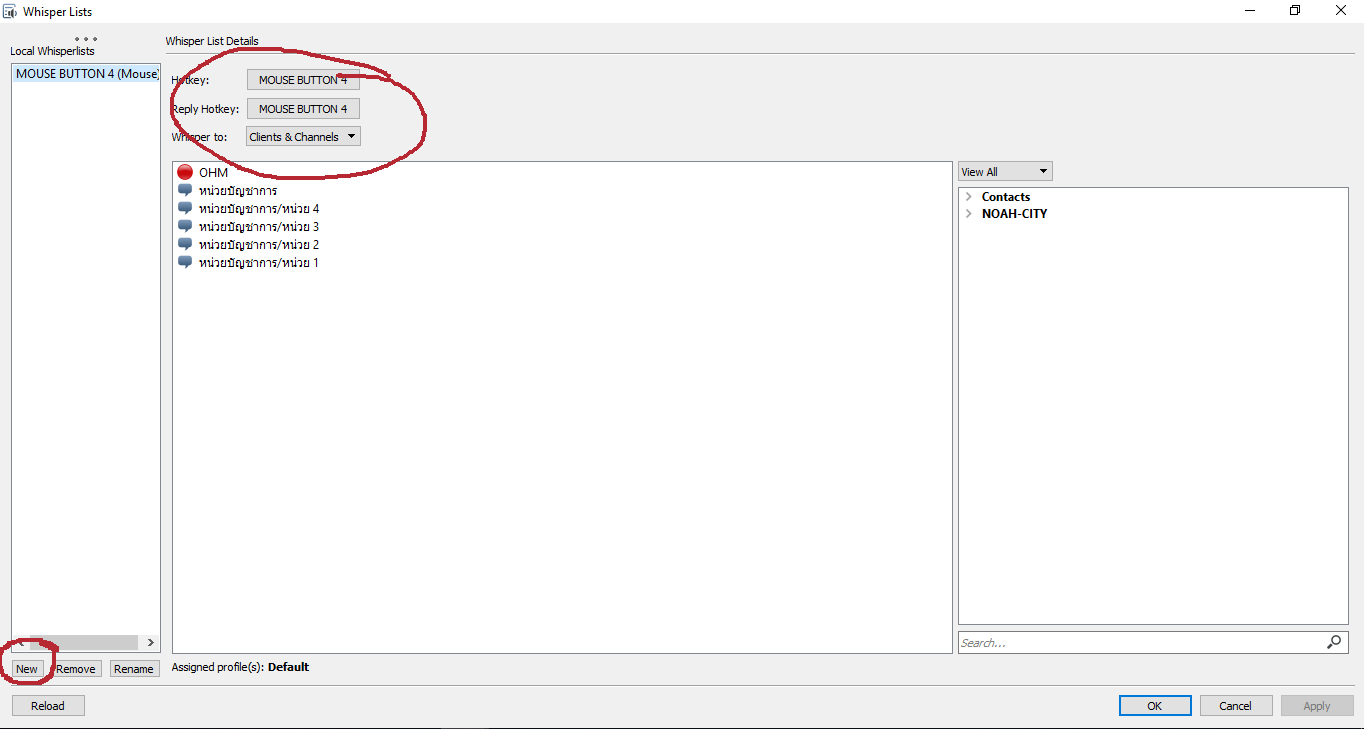 Whisper Lists
Local Whisperlists
MOUSE BUTTON 4 (Mouse)
New
Remove
Rename
Whisper List Details
Hotkey: MOUSE BUTTON 4
Reply Hotkey: MOUSE BUTTON 4
Whisper to: Clients & Channels
OHM
หน่วยบัญชาการ
หน่วยบัญชาการ/หน่วย 4
หน่วยบัญชาการ/หน่วย 3
หน่วยบัญชาการ/หน่วย 2
หน่วยบัญชาการ/หน่วย 1
Assigned profile(s): Default
View All
Contacts
NOAH-CITY
Search...
Reload
OK
Cancel
Apply